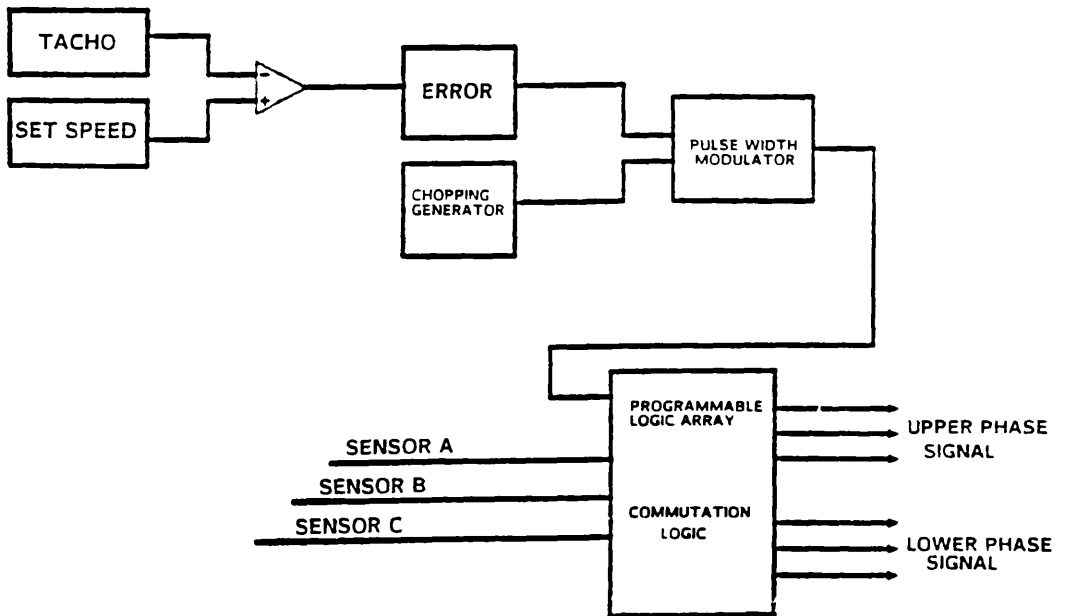 TACHO
SET SPEED
-
+
ERROR
CHOPPING
GENERATOR
PULSE WIDTH
MODULATOR
PROGRAMMABLE
LOGIC ARRAY
COMMUTATION
LOGIC
SENSOR A
SENSOR B
SENSOR C
UPPER PHASE
SIGNAL
LOWER PHASE
SIGNAL